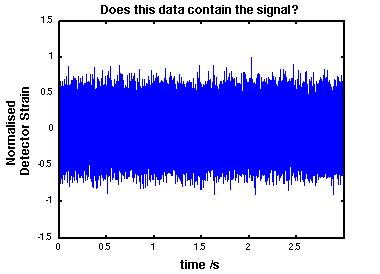 Does this data contain the signal?
1.5
1
0.5
0
-0.5
-1
-1.5
Normalised
Detector Strain
0 0.5 1 1.5 2 2.5
time /s